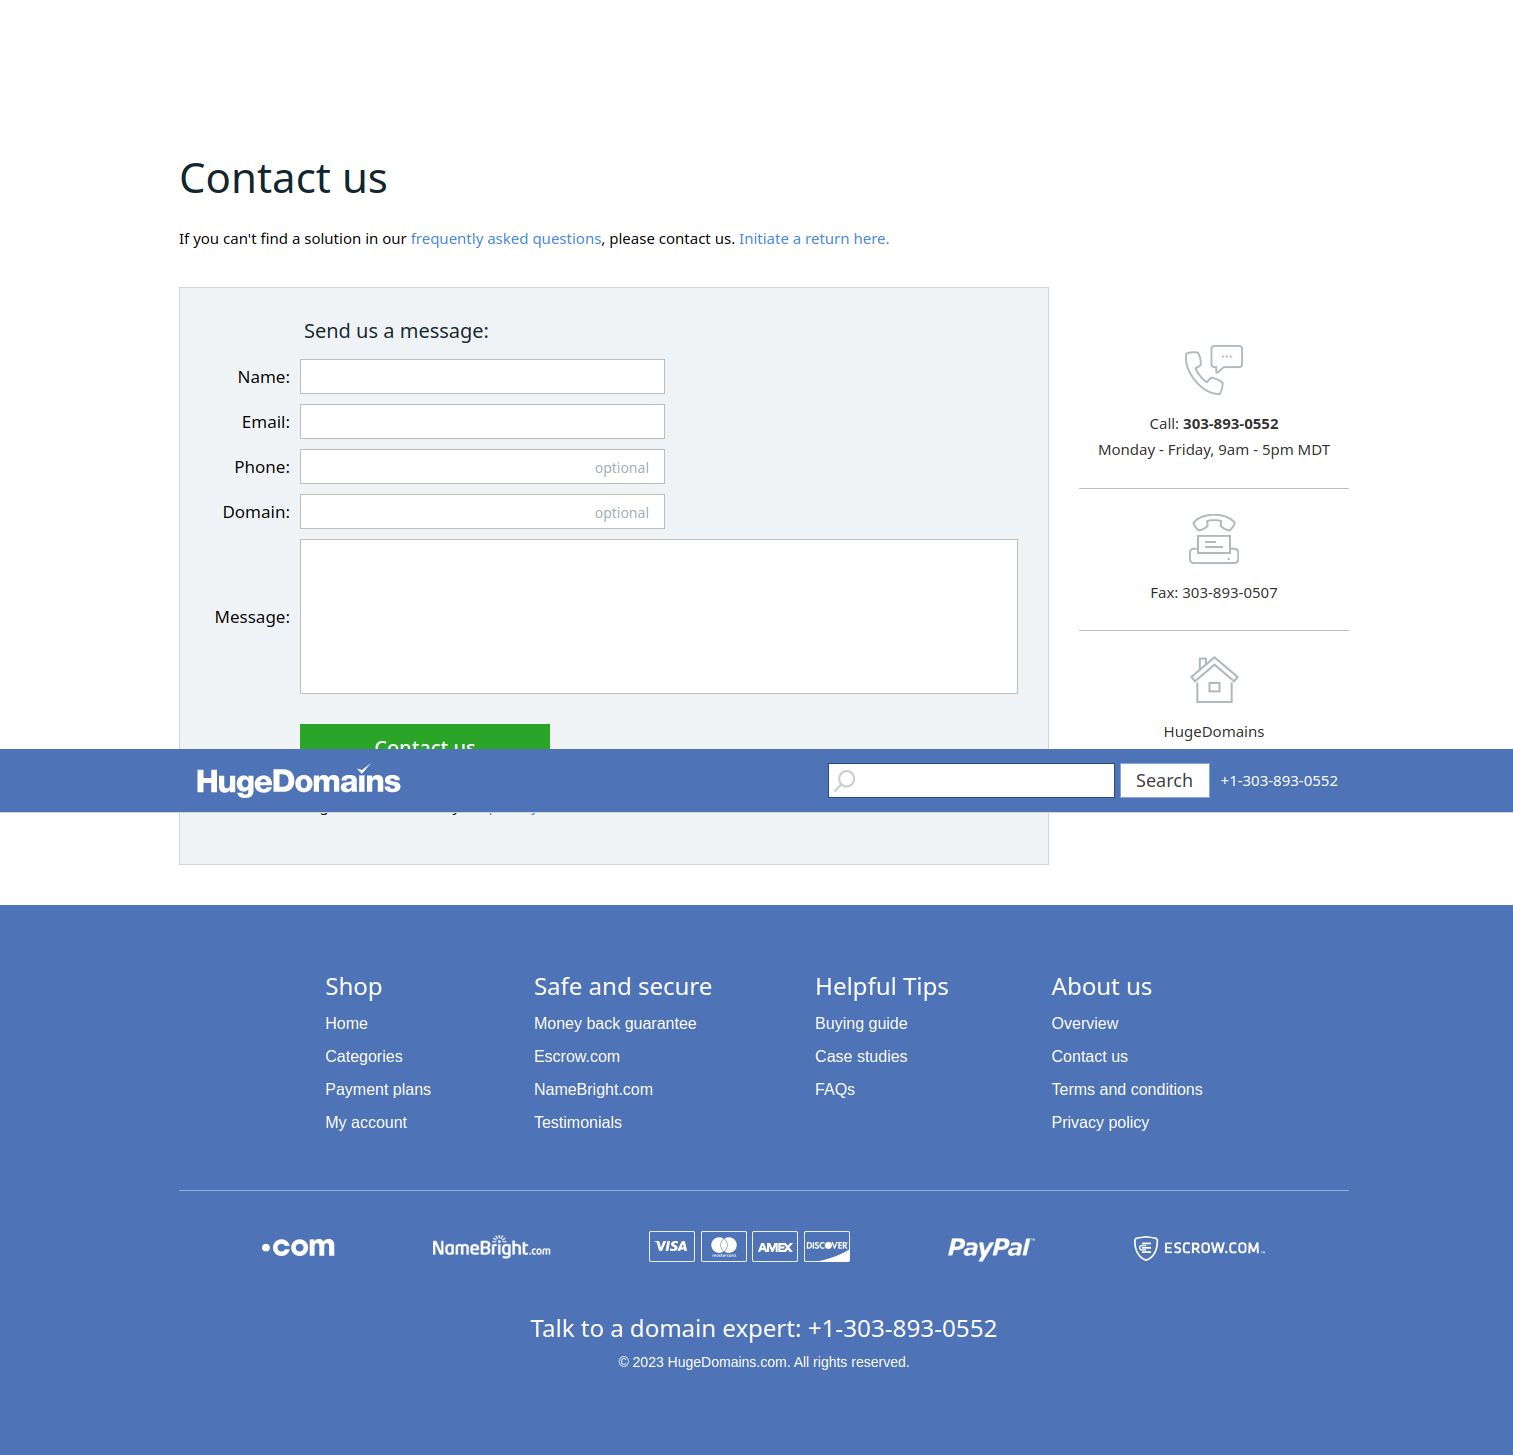 Contact us
If you can't find a solution in our frequently asked questions, please contact us. Initiate a return here.
Send us a message:
Name:
Email:
Phone:
optional
Domain:
optional
Message:
Contact us
Call: 303-893-0552
Monday - Friday, 9am - 5pm MDT
Fax: 303-893-0507
HugeDomains
HugeDomains
Search
+1-303-893-0552
Shop
Home
Categories
Payment plans
My account
Safe and secure
Money back guarantee
Escrow.com
NameBright.com
Testimonials
Helpful Tips
Buying guide
Case studies
FAQs
About us
Overview
Contact us
Terms and conditions
Privacy policy
.com
NameBright.com
VISA
mastercard
AMEX
DISCOVER
PayPal
ESCROW.COM
Talk to a domain expert: +1-303-893-0552
© 2023 HugeDomains.com. All rights reserved.